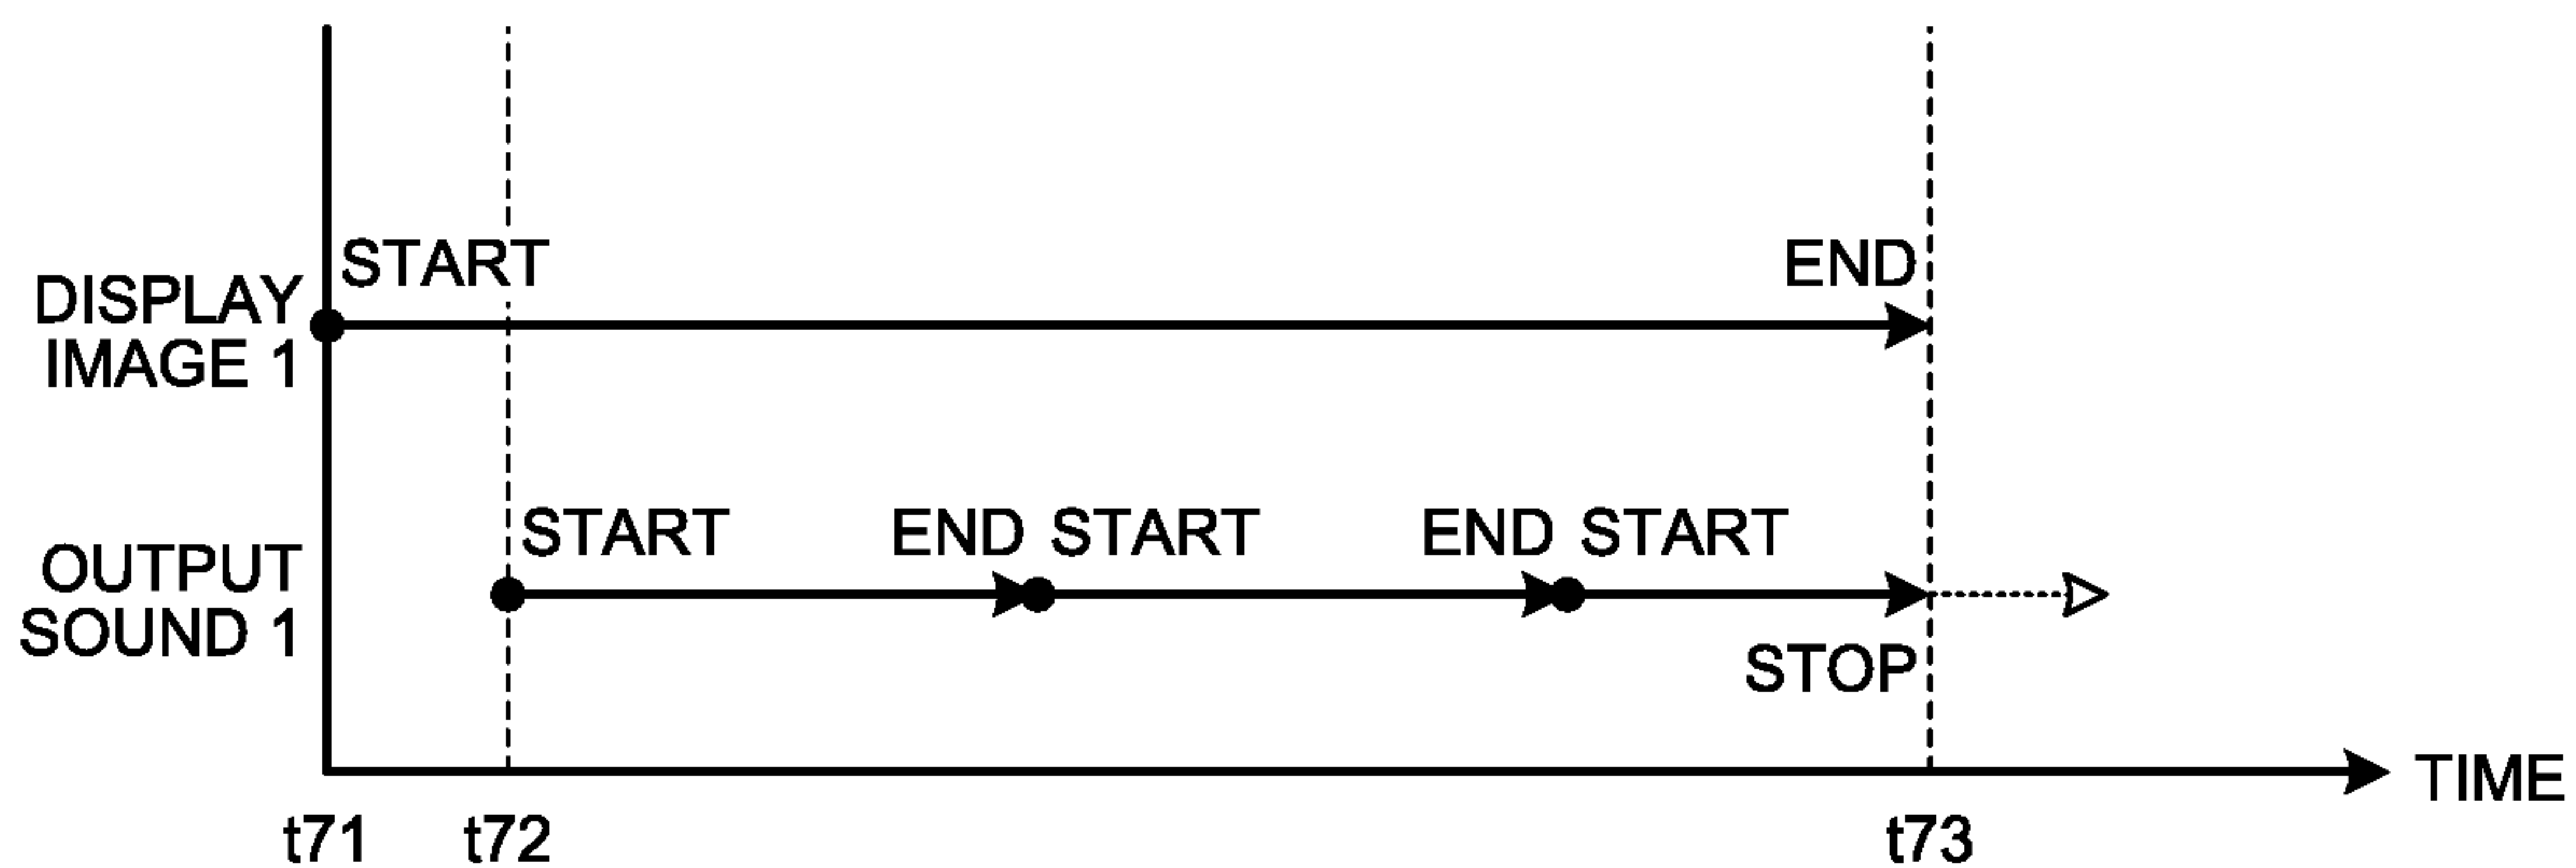 START
END
DISPLAY
IMAGE 1
START
END START
END START
OUTPUT
SOUND 1
STOP
TIME
t71
t72
t73